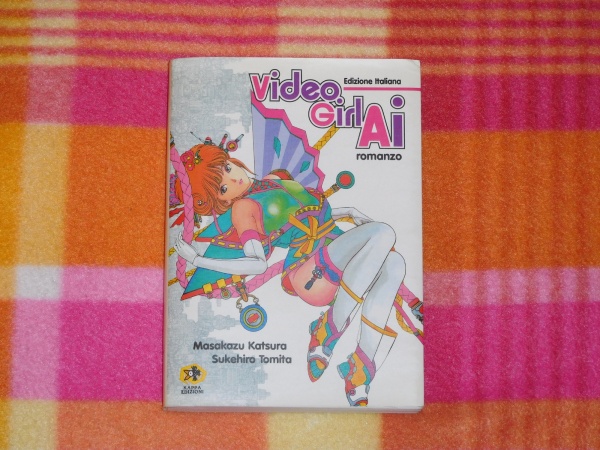 Edizione Italiana
Video
Girl Ai
romanzo
Masakazu Katsura
Sukehiro Tomita
KAPPA
EDIZIONI